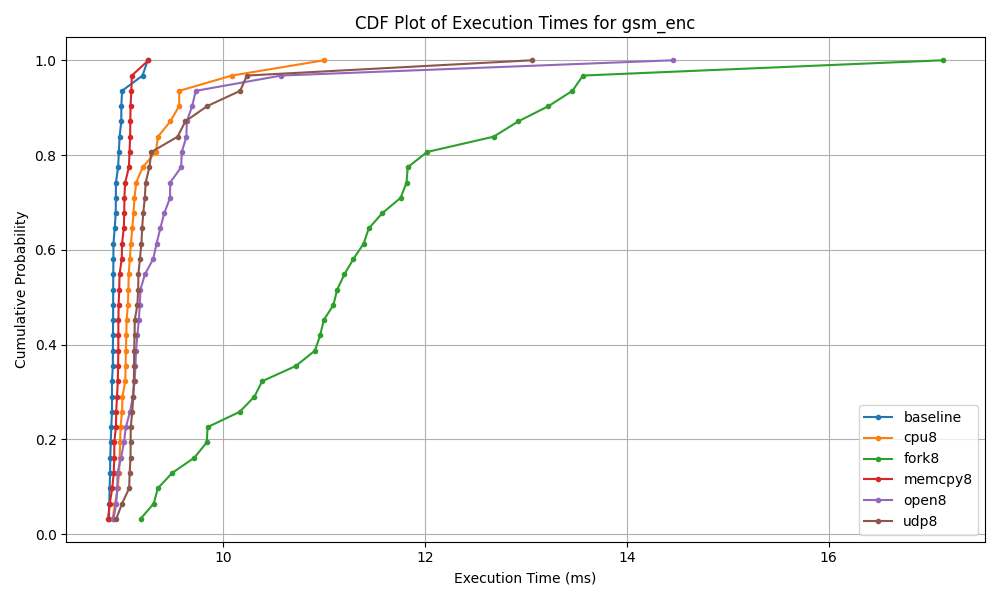 CDF Plot of Execution Times for gsm_enc
Cumulative Probability
1.0
0.8
0.6
0.4
0.2
0.0
10
12
14
16
Execution Time (ms)
baseline
cpu8
fork8
memcpy8
open8
udp8